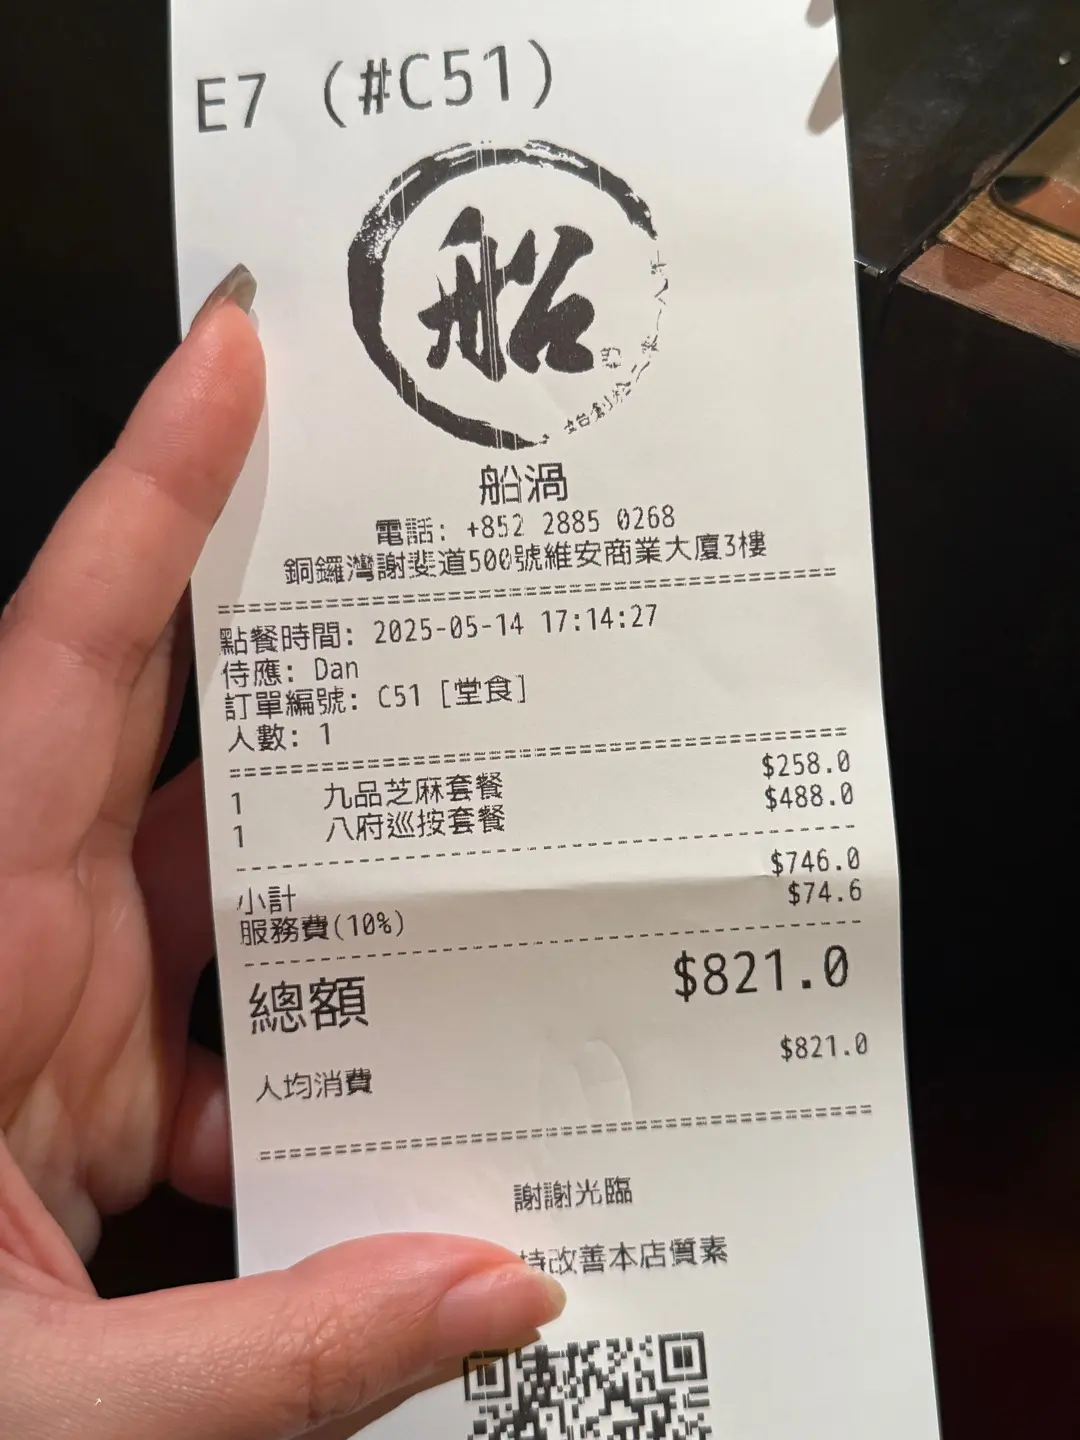 E7 (#C51)
船
船渦
電話: +852 2885 0268
銅鑼灣謝斐道500號維安商業大廈3樓
點餐時間: 2025-05-14 17:14:27
侍應: Dan
訂單編號: C51 [堂食]
人數: 1
1 九品芝麻套餐 $258.0
1 八府巡按套餐 $488.0
小計 $746.0
服務費(10%) $74.6
總額 $821.0
人均消費 $821.0
謝謝光臨
持改善本店質素